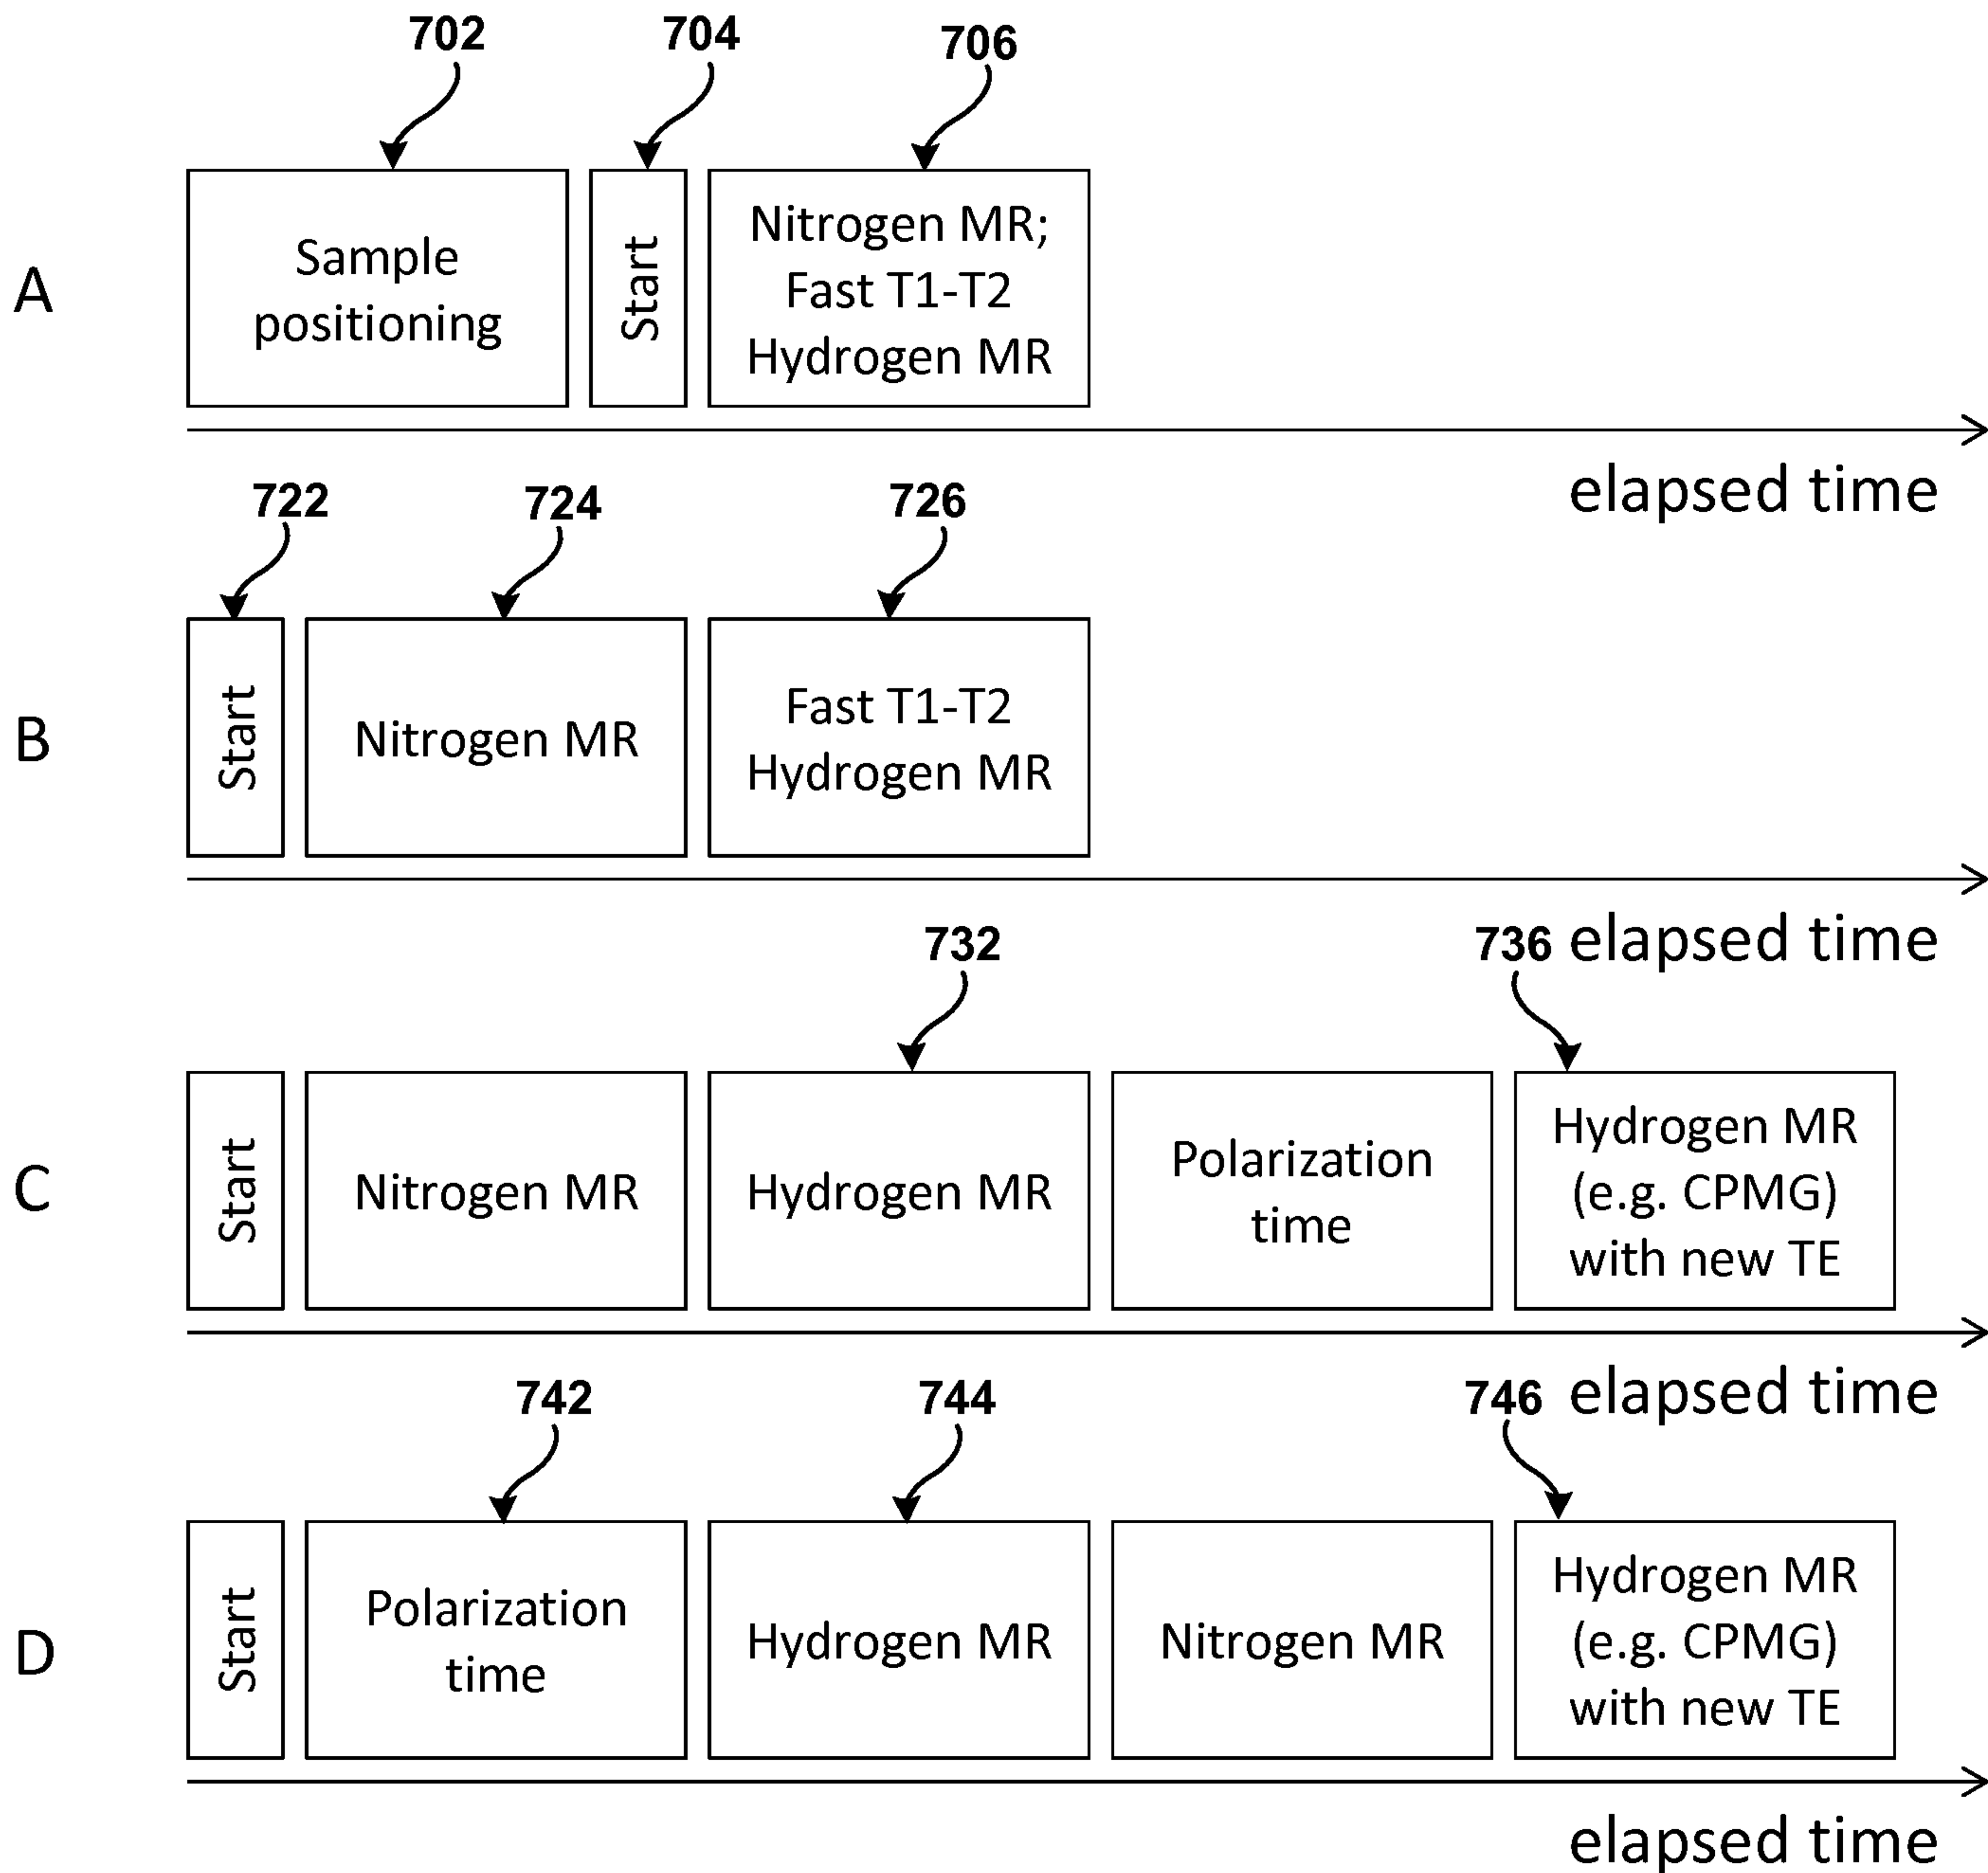 702
704
706
A
Sample
positioning
Start
Nitrogen MR;
Fast T1-T2
Hydrogen MR
elapsed time
722
724
726
B
Start
Nitrogen MR
Fast T1-T2
Hydrogen MR
elapsed time
732
736
C
Start
Nitrogen MR
Hydrogen MR
Polarization
time
Hydrogen MR
(e.g. CPMG)
with new TE
elapsed time
742
744
746
D
Start
Polarization
time
Hydrogen MR
Nitrogen MR
Hydrogen MR
(e.g. CPMG)
with new TE
elapsed time